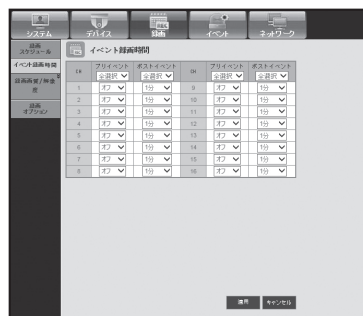 システム デバイス 録画 イベント ネットワーク
REC
録画
スケジュール
イベント録画時間
録画画質/解像
度
録画
オプション
イベント録画時間
CH プリイベント ポストイベント CH プリイベント ポストイベント
全選択 全選択 全選択 全選択
1 オフ 1分 9 オフ 1分
2 オフ 1分 10 オフ 1分
3 オフ 1分 11 オフ 1分
4 オフ 1分 12 オフ 1分
5 オフ 1分 13 オフ 1分
6 オフ 1分 14 オフ 1分
7 オフ 1分 15 オフ 1分
8 オフ 1分 16 オフ 1分
適用 キャンセル